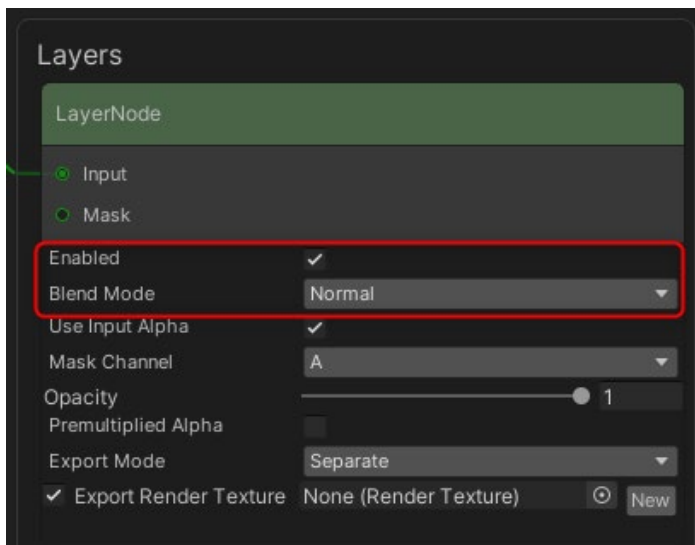 Layers
LayerNode
Input
Mask
Enabled
Blend Mode Normal
Use Input Alpha
Mask Channel A
Opacity 1
Premultiplied Alpha
Export Mode Separate
Export Render Texture None (Render Texture) New